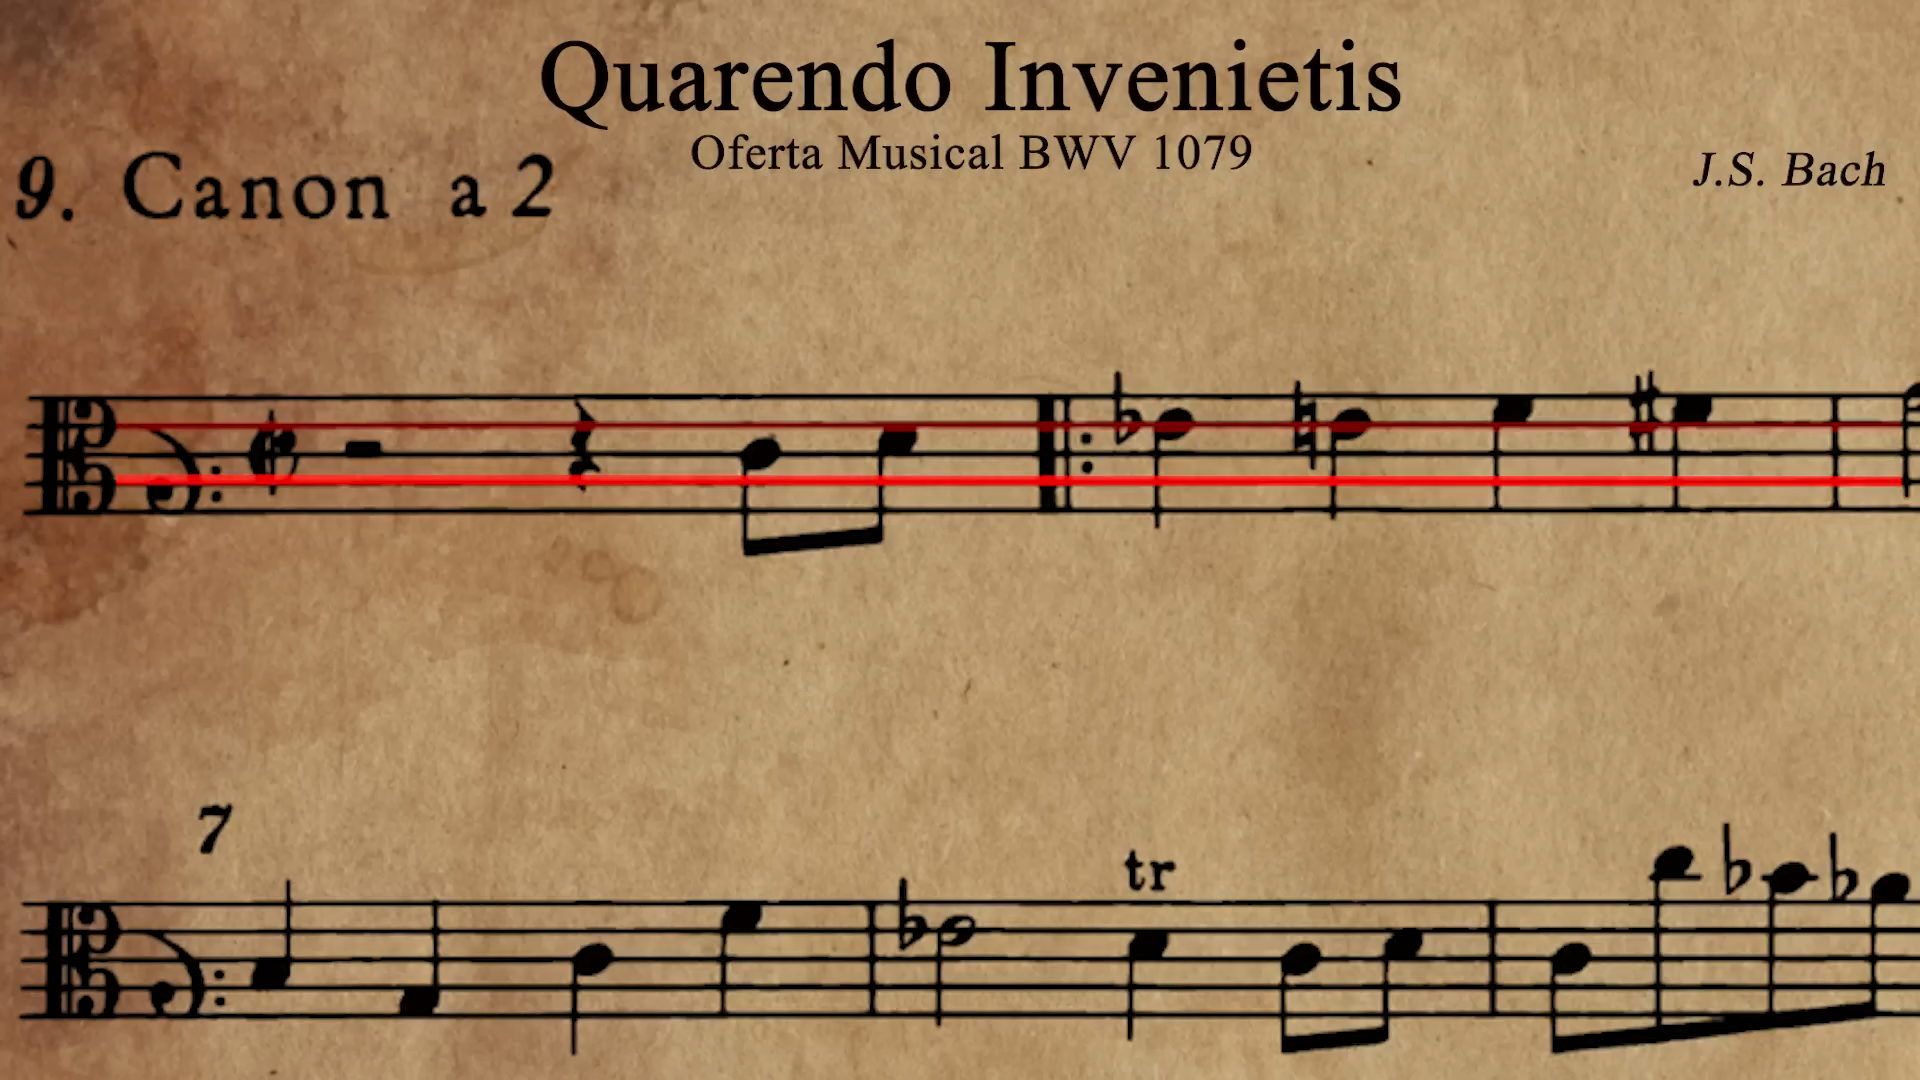 Quarendo Invenietis
Oferta Musical BWV 1079
9. Canon a 2
J.S. Bach
7
tr